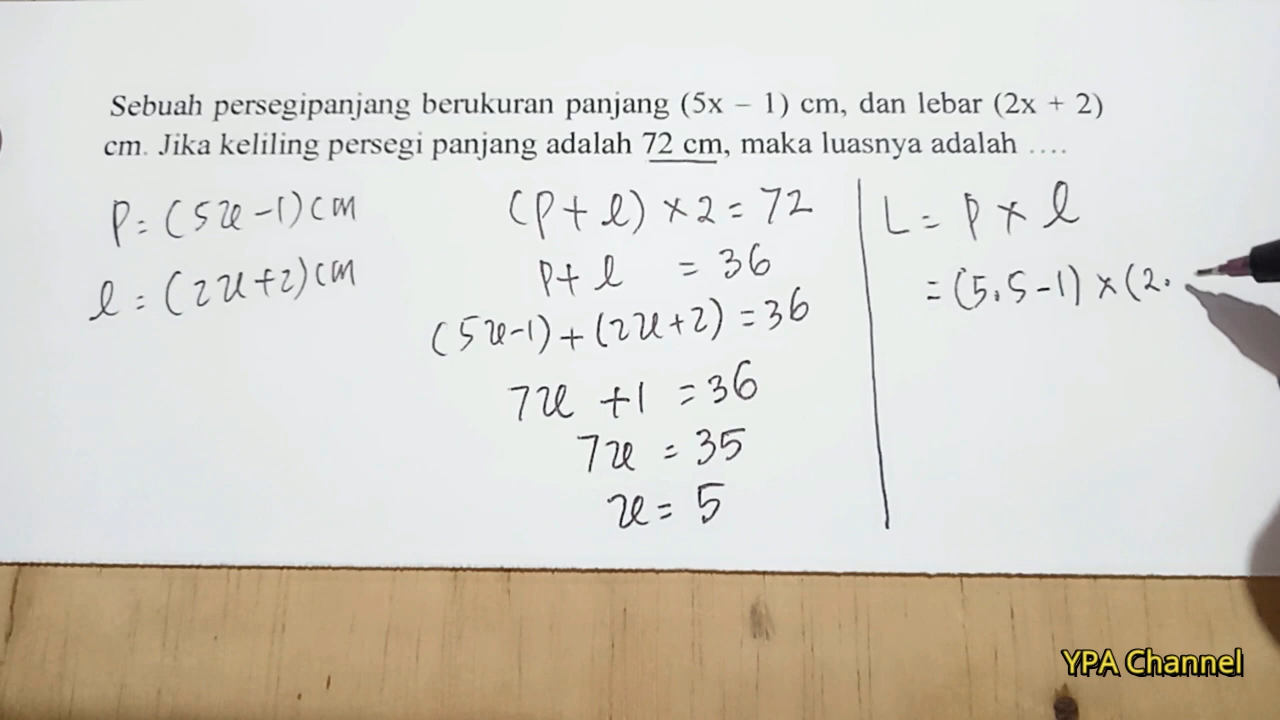 Sebuah persegipanjang berukuran panjang (5x – 1) cm, dan lebar (2x + 2)
cm. Jika keliling persegi panjang adalah 72 cm, maka luasnya adalah ….
P = (5x - 1) cm
l = (2x + 2) cm
(p + l) × 2 = 72
p + l = 36
(5x - 1) + (2x + 2) = 36
7x + 1 = 36
7x = 35
x = 5
L = p × l
= (5.5 - 1) × (2.
YPA Channel